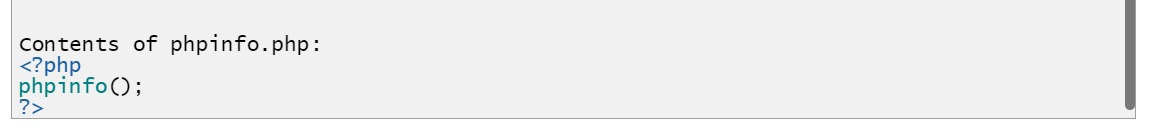 Contents of phpinfo.php:
<?php
phpinfo();
?>